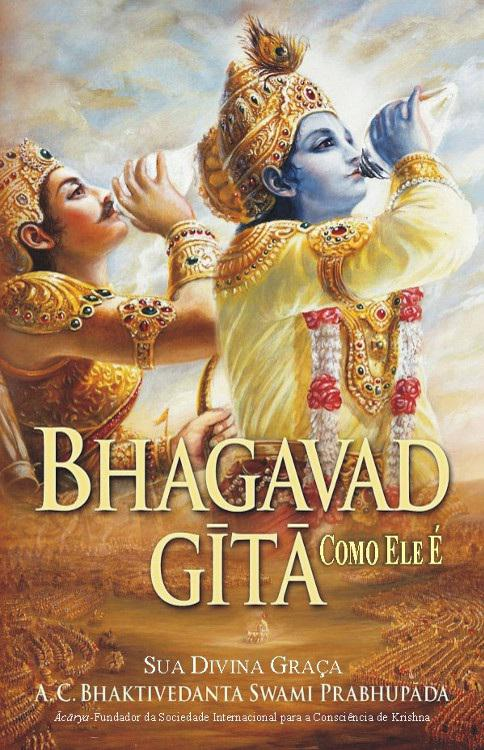 BHAGAVAD
GĪTĀ COMO ELE É
SUA DIVINA GRAÇA
A.C. BHAKTIVEDANTA SWAMI PRABHUPĀDA
Ācārya-Fundador da Sociedade Internacional para a Consciência de Krishna